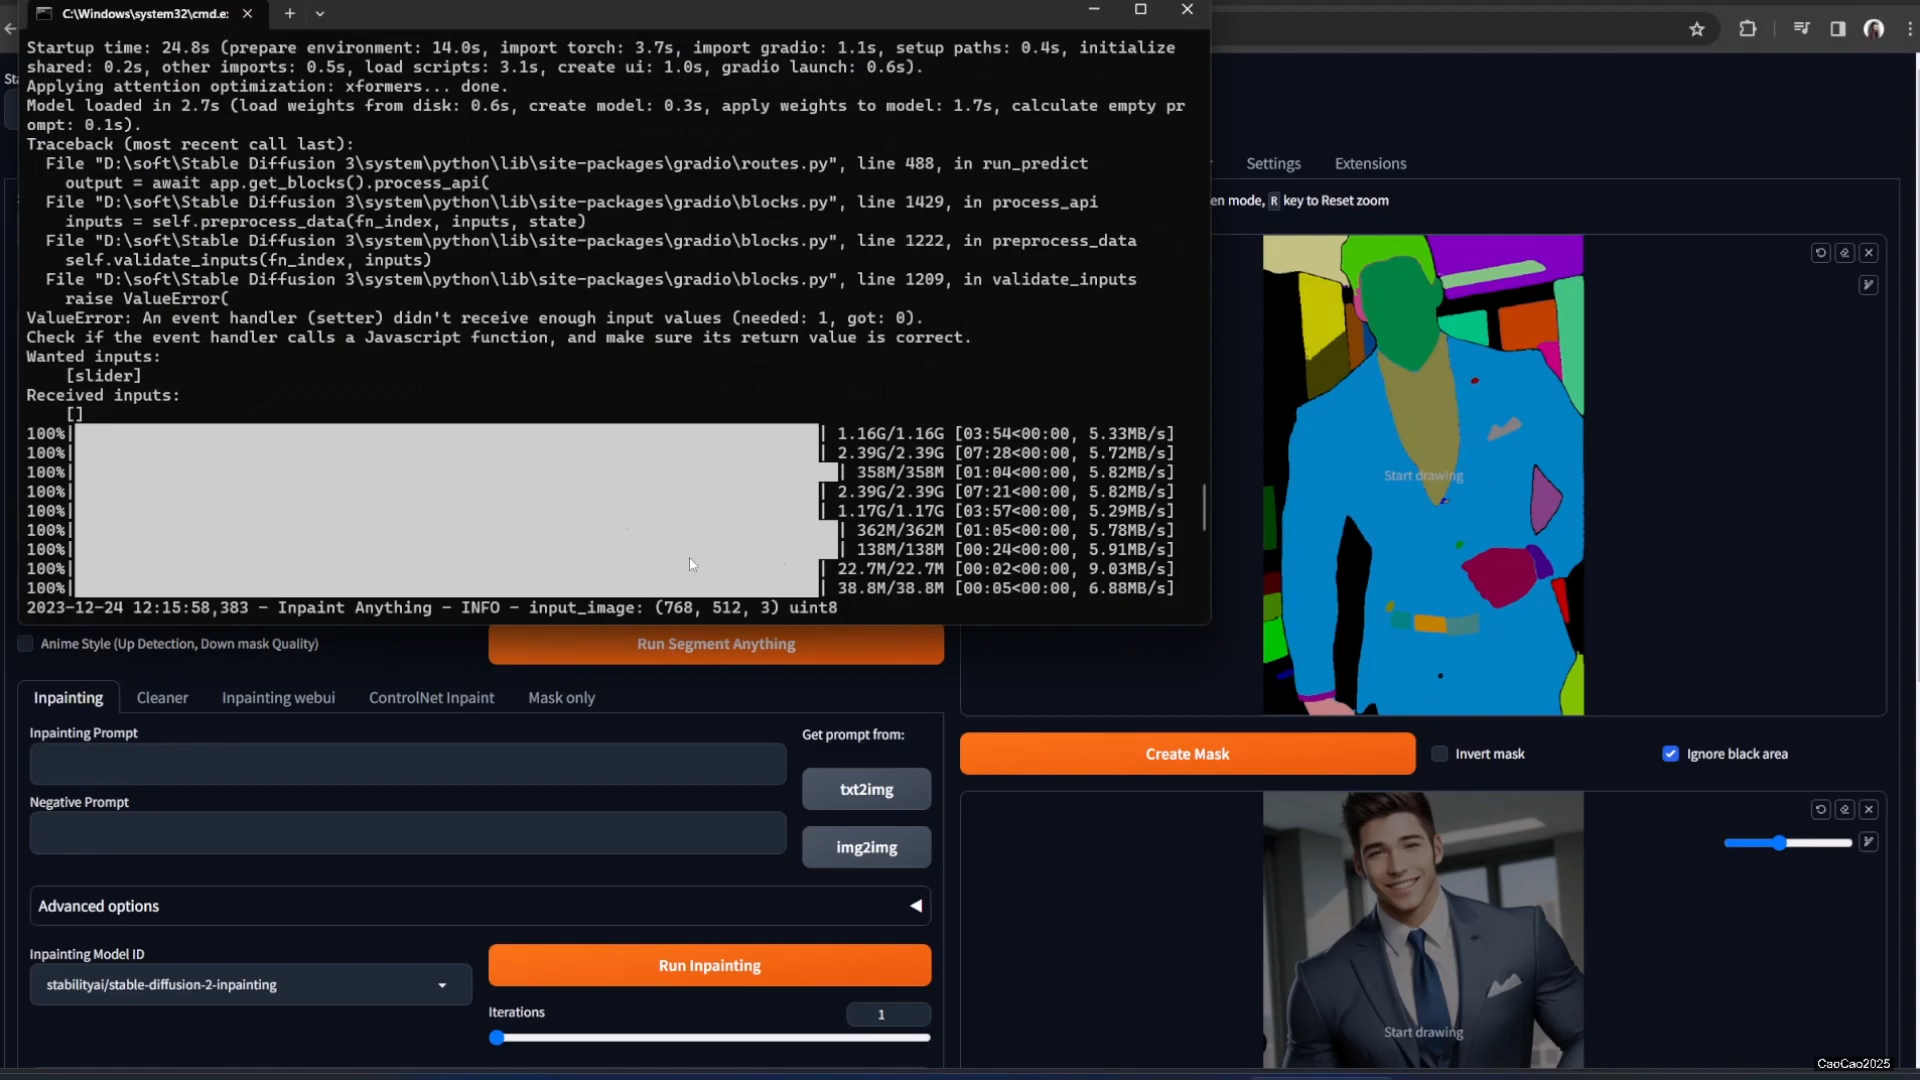 C:\Windows\system32\cmd.e:
Startup time: 24.8s (prepare environment: 14.0s, import torch: 3.7s, import gradio: 1.1s, setup paths: 0.4s, initialize
shared: 0.2s, other imports: 0.5s, load scripts: 3.1s, create ui: 1.0s, gradio launch: 0.6s).
Applying attention optimization: xformers... done.
Model loaded in 2.7s (load weights from disk: 0.6s, create model: 0.3s, apply weights to model: 1.7s, calculate empty pr
ompt: 0.1s).
Traceback (most recent call last):
File "D:\soft\Stable Diffusion 3\system\python\lib\site-packages\gradio\routes.py", line 488, in run_predict
output = await app.get_blocks().process_api(
File "D:\soft\Stable Diffusion 3\system\python\lib\site-packages\gradio\blocks.py", line 1429, in process_api
inputs = self.preprocess_data(fn_index, inputs, state)
File "D:\soft\Stable Diffusion 3\system\python\lib\site-packages\gradio\blocks.py", line 1222, in preprocess_data
self.validate_inputs(fn_index, inputs)
File "D:\soft\Stable Diffusion 3\system\python\lib\site-packages\gradio\blocks.py", line 1209, in validate_inputs
raise ValueError(
ValueError: An event handler (setter) didn't receive enough input values (needed: 1, got: 0).
Check if the event handler calls a Javascript function, and make sure its return value is correct.
Wanted inputs:
[slider]
Received inputs:
[]
100%| | 1.16G/1.16G [03:54<00:00, 5.33MB/s]
100%| | 2.39G/2.39G [07:28<00:00, 5.72MB/s]
100%| | 358M/358M [01:04<00:00, 5.82MB/s]
100%| | 2.39G/2.39G [07:21<00:00, 5.82MB/s]
100%| | 1.17G/1.17G [03:57<00:00, 5.29MB/s]
100%| | 362M/362M [01:05<00:00, 5.78MB/s]
100%| | 138M/138M [00:24<00:00, 5.91MB/s]
100%| | 22.7M/22.7M [00:02<00:00, 9.03MB/s]
100%| | 38.8M/38.8M [00:05<00:00, 6.88MB/s]
2023-12-24 12:15:58,383 - Inpaint Anything - INFO - input_image: (768, 512, 3) uint8
Settings
Extensions
en mode, R key to Reset zoom
Start drawing
Anime Style (Up Detection, Down mask Quality)
Run Segment Anything
Inpainting
Cleaner
Inpainting webui
ControlNet Inpaint
Mask only
Inpainting Prompt
Get prompt from:
txt2img
Negative Prompt
img2img
Advanced options
Inpainting Model ID
stabilityai/stable-diffusion-2-inpainting
Run Inpainting
Iterations
1
Create Mask
Invert mask
Ignore black area
Start drawing
CaoCao2025